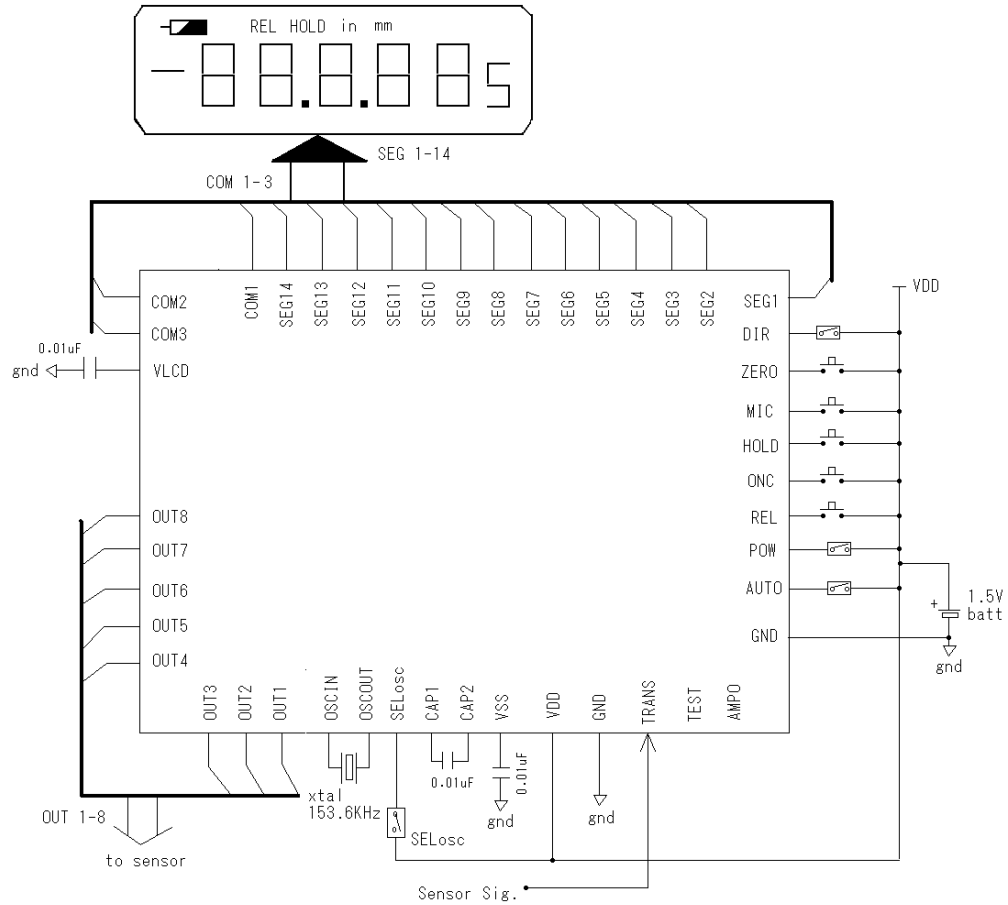 REL HOLD in mm
SEG 1-14
COM 1-3
COM1
SEG14
SEG13
SEG12
SEG11
SEG10
SEG9
SEG8
SEG7
SEG6
SEG5
SEG4
SEG3
SEG2
COM2
COM3
0.01uF
gnd
VLCD
OUT8
OUT7
OUT6
OUT5
OUT4
SEG1
VDD
DIR
ZERO
MIC
HOLD
ONC
REL
POW
AUTO
GND
1.5V
batt
+
gnd
OUT3
OUT2
OUT1
OSCIN
OSCOUT
SELosc
CAP1
CAP2
VSS
VDD
GND
TRANS
TEST
AMPO
xtal
153.6KHz
0.01uF
0.01uF
gnd
gnd
SELosc
OUT 1-8
to sensor
Sensor Sig.